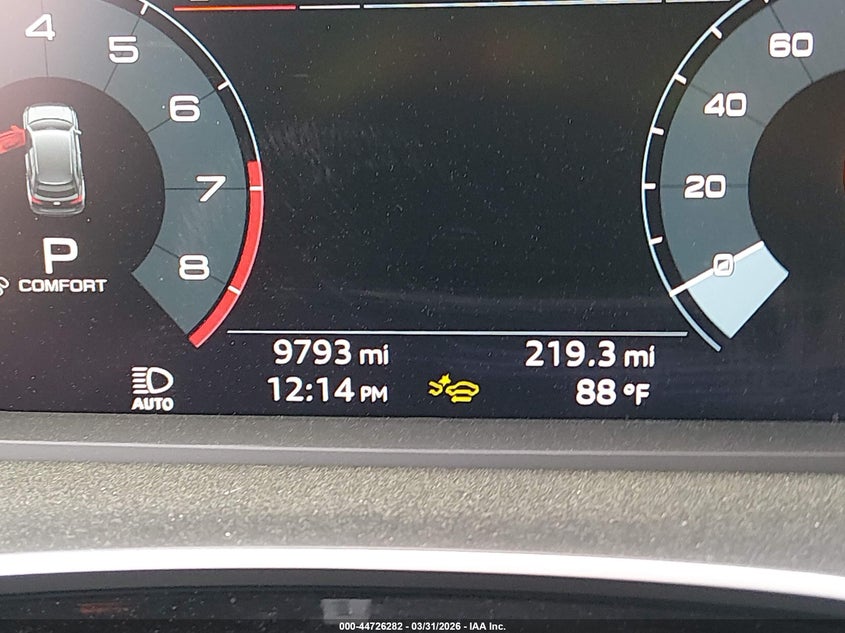 4
5
6
7
8
60
40
20
0
P
COMFORT
9793 mi
219.3 mi
AUTO
12:14 PM
88 °F
000-44726282 - 03/31/2026 - IAA Inc.